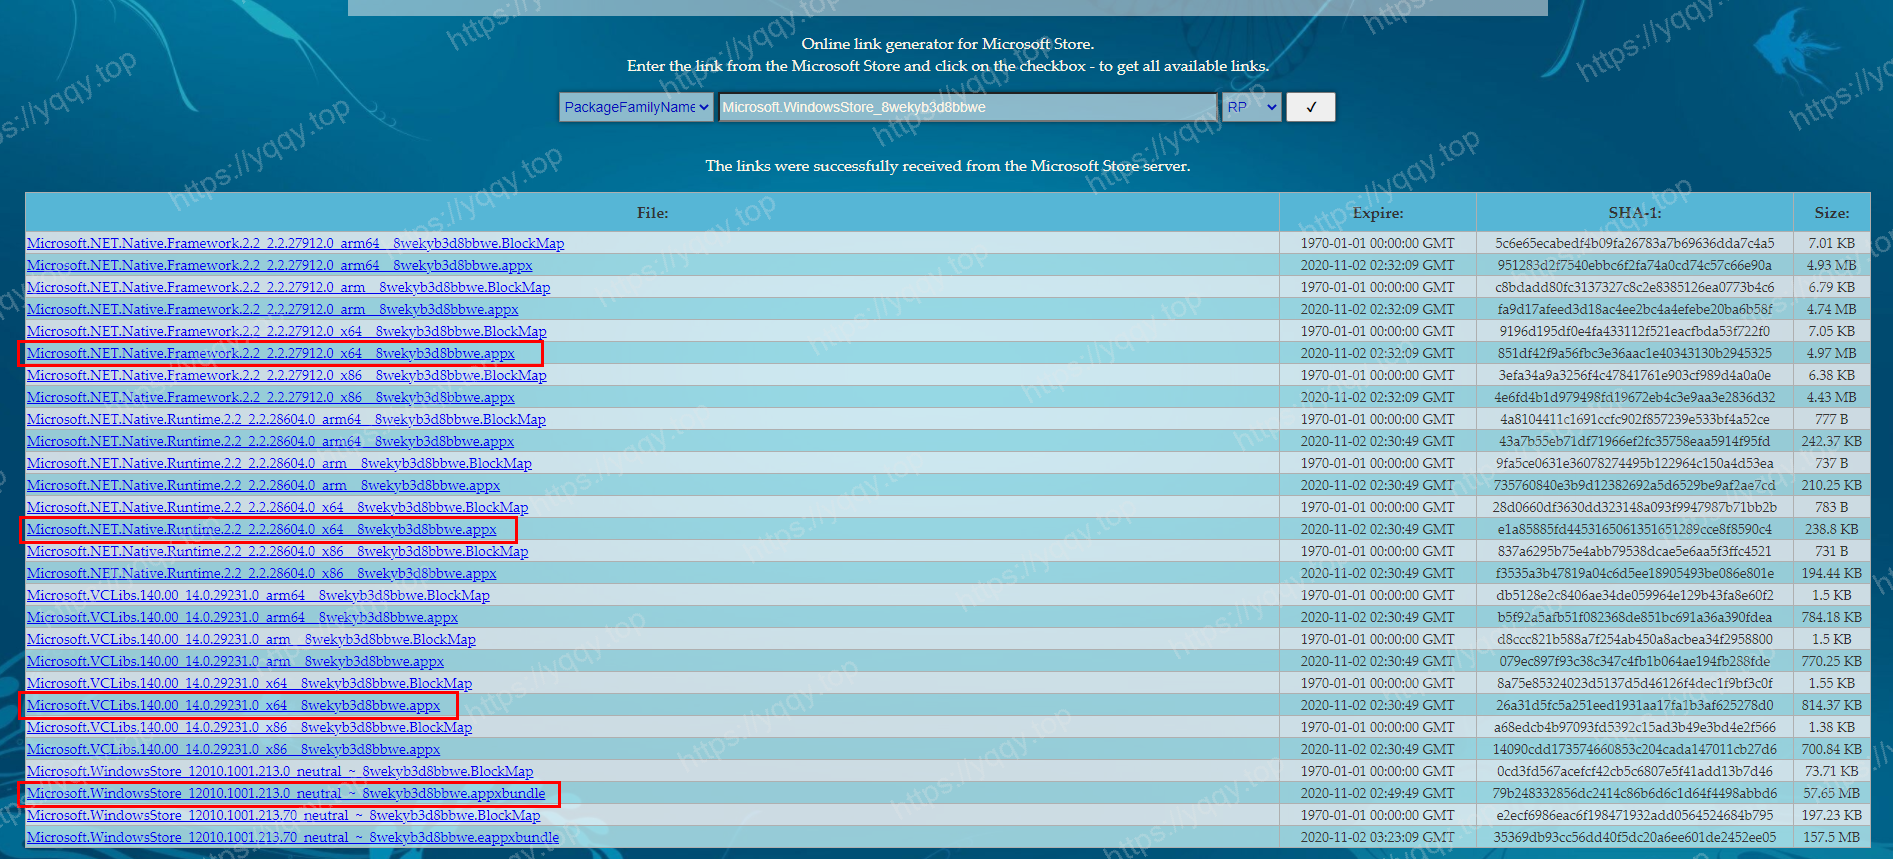 Online link generator for Microsoft Store.
Enter the link from the Microsoft Store and click on the checkbox - to get all available links.
PackageFamilyName Microsoft.WindowsStore_8wekyb3d8bbwe RP ✓
The links were successfully received from the Microsoft Store server.
File: Expire: SHA-1: Size:
Microsoft.NET.Native.Framework.2.2_2.2.27912.0_arm64__8wekyb3d8bbwe.BlockMap 1970-01-01 00:00:00 GMT 5c6e65ecabedf4b09fa26783a7b69636dda7c4a5 7.01 KB
Microsoft.NET.Native.Framework.2.2_2.2.27912.0_arm64__8wekyb3d8bbwe.appx 2020-11-02 02:32:09 GMT 951283d2f7540ebbc6f2fa74a0cd74c57c66e90a 4.93 MB
Microsoft.NET.Native.Framework.2.2_2.2.27912.0_arm__8wekyb3d8bbwe.BlockMap 1970-01-01 00:00:00 GMT c8bdadd80fc3137327c8c2e8385126ea0773b4c6 6.79 KB
Microsoft.NET.Native.Framework.2.2_2.2.27912.0_arm__8wekyb3d8bbwe.appx 2020-11-02 02:32:09 GMT fa9d17afeed3d18ac4ee2bc4a4efebe20ba6b58f 4.74 MB
Microsoft.NET.Native.Framework.2.2_2.2.27912.0_x64__8wekyb3d8bbwe.BlockMap 1970-01-01 00:00:00 GMT 9196d195df0e4fa433112f521eacfbda53f722f0 7.05 KB
Microsoft.NET.Native.Framework.2.2_2.2.27912.0_x64__8wekyb3d8bbwe.appx 2020-11-02 02:32:09 GMT 851df42f9a56fbc3e36aac1e40343130b2945325 4.97 MB
Microsoft.NET.Native.Framework.2.2_2.2.27912.0_x86__8wekyb3d8bbwe.BlockMap 1970-01-01 00:00:00 GMT 3efa34a9a3256f4c47841761e903cf989d4a0a0e 6.38 KB
Microsoft.NET.Native.Framework.2.2_2.2.27912.0_x86__8wekyb3d8bbwe.appx 2020-11-02 02:32:09 GMT 4e6fd4b1d979498fd19672eb4c3e9aa3e2836d32 4.43 MB
Microsoft.NET.Native.Runtime.2.2_2.2.28604.0_arm64__8wekyb3d8bbwe.BlockMap 1970-01-01 00:00:00 GMT 4a8104411c1691ccfc902f857239e533bf4a52ce 777 B
Microsoft.NET.Native.Runtime.2.2_2.2.28604.0_arm64__8wekyb3d8bbwe.appx 2020-11-02 02:30:49 GMT 43a7b55eb71df71966ef2fc35758eaa5914f95fd 242.37 KB
Microsoft.NET.Native.Runtime.2.2_2.2.28604.0_arm__8wekyb3d8bbwe.BlockMap 1970-01-01 00:00:00 GMT 9fa5ce0631e36078274495b122964c150a4d53ea 737 B
Microsoft.NET.Native.Runtime.2.2_2.2.28604.0_arm__8wekyb3d8bbwe.appx 2020-11-02 02:30:49 GMT 735760840e3b9d12382692a5d6529be9af2ae7cd 210.25 KB
Microsoft.NET.Native.Runtime.2.2_2.2.28604.0_x64__8wekyb3d8bbwe.BlockMap 1970-01-01 00:00:00 GMT 28d0660df3630dd323148a093f9947987b71bb2b 783 B
Microsoft.NET.Native.Runtime.2.2_2.2.28604.0_x64__8wekyb3d8bbwe.appx 2020-11-02 02:30:49 GMT e1a85885fd4453165061351651289cce8f8590c4 238.8 KB
Microsoft.NET.Native.Runtime.2.2_2.2.28604.0_x86__8wekyb3d8bbwe.BlockMap 1970-01-01 00:00:00 GMT 837a6295b75e4abb79538dcae5e6aa5f3ffc4521 731 B
Microsoft.NET.Native.Runtime.2.2_2.2.28604.0_x86__8wekyb3d8bbwe.appx 2020-11-02 02:30:49 GMT f3535a3b47819a04c6d5ee18905493be086e801e 194.44 KB
Microsoft.VCLibs.140.00_14.0.29231.0_arm64__8wekyb3d8bbwe.BlockMap 1970-01-01 00:00:00 GMT db5128e2c8406ae34de059964e129b43fa8e60f2 1.5 KB
Microsoft.VCLibs.140.00_14.0.29231.0_arm64__8wekyb3d8bbwe.appx 2020-11-02 02:30:49 GMT b5f92a5afb51f082368de851bc691a36a390fdea 784.18 KB
Microsoft.VCLibs.140.00_14.0.29231.0_arm__8wekyb3d8bbwe.BlockMap 1970-01-01 00:00:00 GMT d8ccc821b588a7f254ab450a8acbea34f2958800 1.5 KB
Microsoft.VCLibs.140.00_14.0.29231.0_arm__8wekyb3d8bbwe.appx 2020-11-02 02:30:49 GMT 079ec897f93c38c347c4fb1b064ae194fb288fde 770.25 KB
Microsoft.VCLibs.140.00_14.0.29231.0_x64__8wekyb3d8bbwe.BlockMap 1970-01-01 00:00:00 GMT 8a75e85324023d5137d5d46126f4dec1f9bf3c0f 1.55 KB
Microsoft.VCLibs.140.00_14.0.29231.0_x64__8wekyb3d8bbwe.appx 2020-11-02 02:30:49 GMT 26a31d5fc5a251eed1931aa17fa1b3af625278d0 814.37 KB
Microsoft.VCLibs.140.00_14.0.29231.0_x86__8wekyb3d8bbwe.BlockMap 1970-01-01 00:00:00 GMT a68edcb4b97093fd5392c15ad3b49e3bd4e2f566 1.38 KB
Microsoft.VCLibs.140.00_14.0.29231.0_x86__8wekyb3d8bbwe.appx 2020-11-02 02:30:49 GMT 14090cdd173574660853c204cada147011cb27d6 700.84 KB
Microsoft.WindowsStore_12010.1001.213.0_neutral_~_8wekyb3d8bbwe.BlockMap 1970-01-01 00:00:00 GMT 0cd3fd567acefcf42cb5c6807e5f41add13b7d46 73.71 KB
Microsoft.WindowsStore_12010.1001.213.0_neutral_~_8wekyb3d8bbwe.appxbundle 2020-11-02 02:49:49 GMT 79b248332856dc2414c86b6d6c1d64f4498abbd6 57.65 MB
Microsoft.WindowsStore_12010.1001.213.70_neutral_~_8wekyb3d8bbwe.BlockMap 1970-01-01 00:00:00 GMT e2ecf6986eac6f198471932add0564524684b795 197.23 KB
Microsoft.WindowsStore_12010.1001.213.70_neutral_~_8wekyb3d8bbwe.eappxbundle 2020-11-02 03:23:09 GMT 35369db93cc56dd40f5dc20a6ee601de2452ee05 157.5 MB
https://yqqy.top